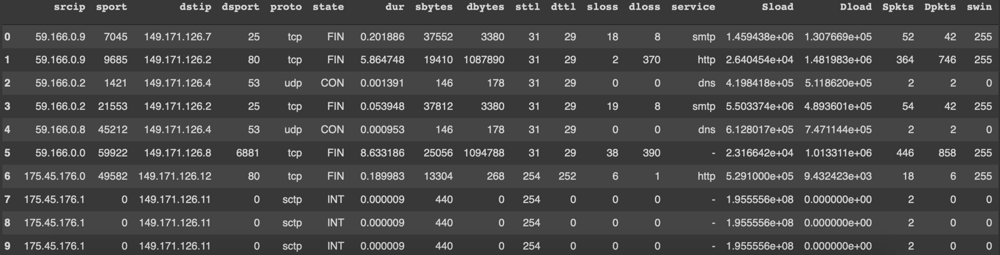 srcip sport dstip dsport proto state dur sbytes dbytes sttl dttl sloss dloss service Sload Dload Spkts Dpkts swin
0 59.166.0.9 7045 149.171.126.7 25 tcp FIN 0.201886 37552 3380 31 29 18 8 smtp 1.459438e+06 1.307669e+05 52 42 255
1 59.166.0.9 9685 149.171.126.2 80 tcp FIN 5.864748 19410 1087890 31 29 2 370 http 2.640454e+04 1.481983e+06 364 746 255
2 59.166.0.2 1421 149.171.126.4 53 udp CON 0.001391 146 178 31 29 0 0 dns 4.198418e+05 5.118620e+05 2 2 0
3 59.166.0.2 21553 149.171.126.2 25 tcp FIN 0.053948 37812 3380 31 29 19 8 smtp 5.503374e+06 4.893601e+05 54 42 255
4 59.166.0.8 45212 149.171.126.4 53 udp CON 0.000953 146 178 31 29 0 0 dns 6.128017e+05 7.471144e+05 2 2 0
5 59.166.0.0 59922 149.171.126.8 6881 tcp FIN 8.633186 25056 1094788 31 29 38 390 - 2.316642e+04 1.013311e+06 446 858 255
6 175.45.176.0 49582 149.171.126.12 80 tcp FIN 0.189983 13304 268 254 252 6 1 http 5.291000e+05 9.432423e+03 18 6 255
7 175.45.176.1 0 149.171.126.11 0 sctp INT 0.000009 440 0 254 0 0 0 - 1.955556e+08 0.000000e+00 2 0 0
8 175.45.176.1 0 149.171.126.11 0 sctp INT 0.000009 440 0 254 0 0 0 - 1.955556e+08 0.000000e+00 2 0 0
9 175.45.176.1 0 149.171.126.11 0 sctp INT 0.000009 440 0 254 0 0 0 - 1.955556e+08 0.000000e+00 2 0 0